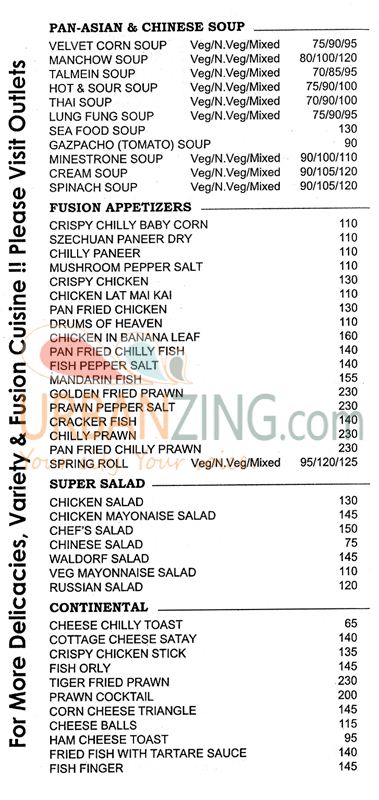 For More Delicacies, Variety & Fusion Cuisine !! Please Visit Outlets
PAN-ASIAN & CHINESE SOUP
VELVET CORN SOUP Veg/N.Veg/Mixed 75/90/95
MANCHOW SOUP Veg/N.Veg/Mixed 80/100/120
TALMEIN SOUP Veg/N.Veg/Mixed 70/85/95
HOT & SOUR SOUP Veg/N.Veg/Mixed 75/90/100
THAI SOUP Veg/N.Veg/Mixed 70/90/100
LUNG FUNG SOUP Veg/N.Veg/Mixed 75/90/95
SEA FOOD SOUP 130
GAZPACHO (TOMATO) SOUP 90
MINESTRONE SOUP Veg/N.Veg/Mixed 90/100/110
CREAM SOUP Veg/N.Veg/Mixed 90/105/120
SPINACH SOUP Veg/N.Veg/Mixed 90/105/120
FUSION APPETIZERS
CRISPY CHILLY BABY CORN 110
SZECHUAN PANEER DRY 110
CHILLY PANEER 110
MUSHROOM PEPPER SALT 110
CRISPY CHICKEN 130
CHICKEN LAT MAI KAI 110
PAN FRIED CHICKEN 130
DRUMS OF HEAVEN 110
CHICKEN IN BANANA LEAF 160
PAN FRIED CHILLY FISH 140
FISH PEPPER SALT 140
MANDARIN FISH 155
GOLDEN FRIED PRAWN 230
PRAWN PEPPER SALT 230
CRACKER FISH 140
CHILLY PRAWN 230
PAN FRIED CHILLY PRAWN 230
SPRING ROLL Veg/N.Veg/Mixed 95/120/125
URBANZING.com
SUPER SALAD
CHICKEN SALAD 130
CHICKEN MAYONAISE SALAD 145
CHEF'S SALAD 150
CHINESE SALAD 75
WALDORF SALAD 145
VEG MAYONNAISE SALAD 110
RUSSIAN SALAD 120
CONTINENTAL
CHEESE CHILLY TOAST 65
COTTAGE CHEESE SATAY 140
CRISPY CHICKEN STICK 135
FISH ORLY 145
TIGER FRIED PRAWN 230
PRAWN COCKTAIL 200
CORN CHEESE TRIANGLE 145
CHEESE BALLS 115
HAM CHEESE TOAST 95
FRIED FISH WITH TARTARE SAUCE 140
FISH FINGER 145